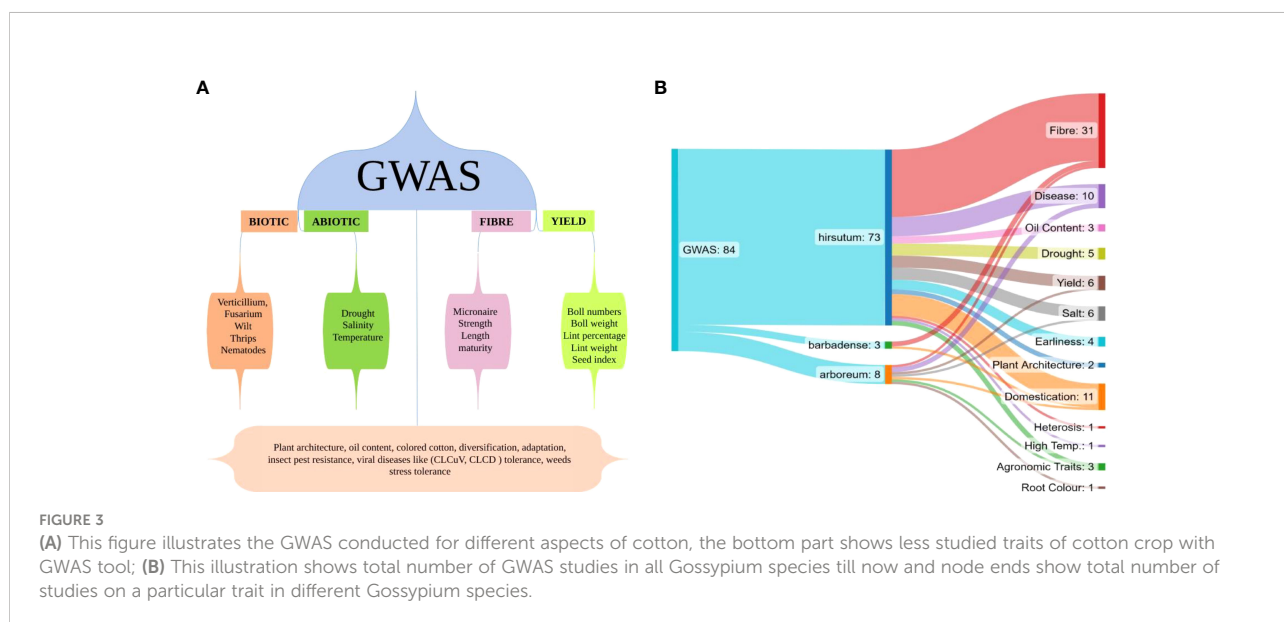 A
GWAS
BIOTIC
ABIOTIC
FIBRE
YIELD
Verticillium,
Fusarium
Wilt
Thrips
Nematodes
Drought
Salinity
Temperature
Micronaire
Strength
Length
maturity
Boll numbers
Boll weight
Lint percentage
Lint weight
Seed index
Plant architecture, oil content, colored cotton, diversification, adaptation,
insect pest resistance, viral diseases like (CLCuV, CLCD ) tolerance, weeds
stress tolerance
B
GWAS: 84
hirsutum: 73
barbadense: 3
arboreum: 8
Fibre: 31
Disease: 10
Oil Content: 3
Drought: 5
Yield: 6
Salt: 6
Earliness: 4
Plant Architecture: 2
Domestication: 11
Heterosis: 1
High Temp.: 1
Agronomic Traits: 3
Root Colour: 1
FIGURE 3
(A) This figure illustrates the GWAS conducted for different aspects of cotton, the bottom part shows less studied traits of cotton crop with
GWAS tool; (B) This illustration shows total number of GWAS studies in all Gossypium species till now and node ends show total number of
studies on a particular trait in different Gossypium species.